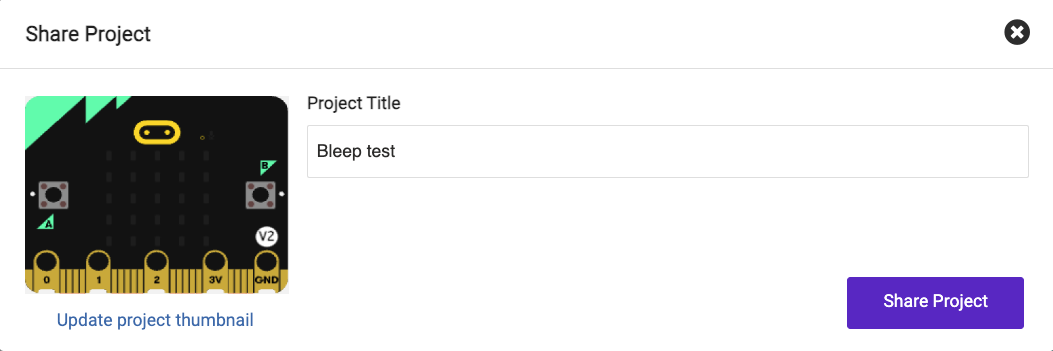 Share Project
Project Title
Bleep test
B
A
V2
0 1 2 3V GND
Update project thumbnail
Share Project